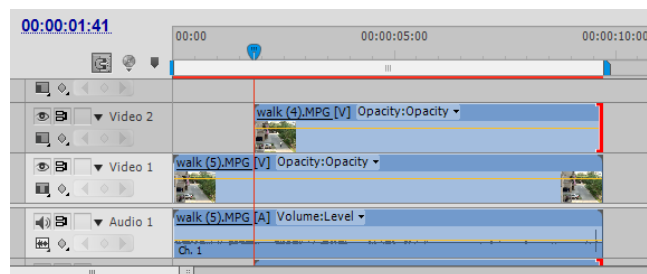 00:00:01:41
00:00 00:00:05:00 00:00:10:00
Video 2 walk (4).MPG [V] Opacity:Opacity
Video 1 walk (5).MPG [V] Opacity:Opacity
Audio 1 walk (5).MPG [A] Volume:Level
Ch. 1